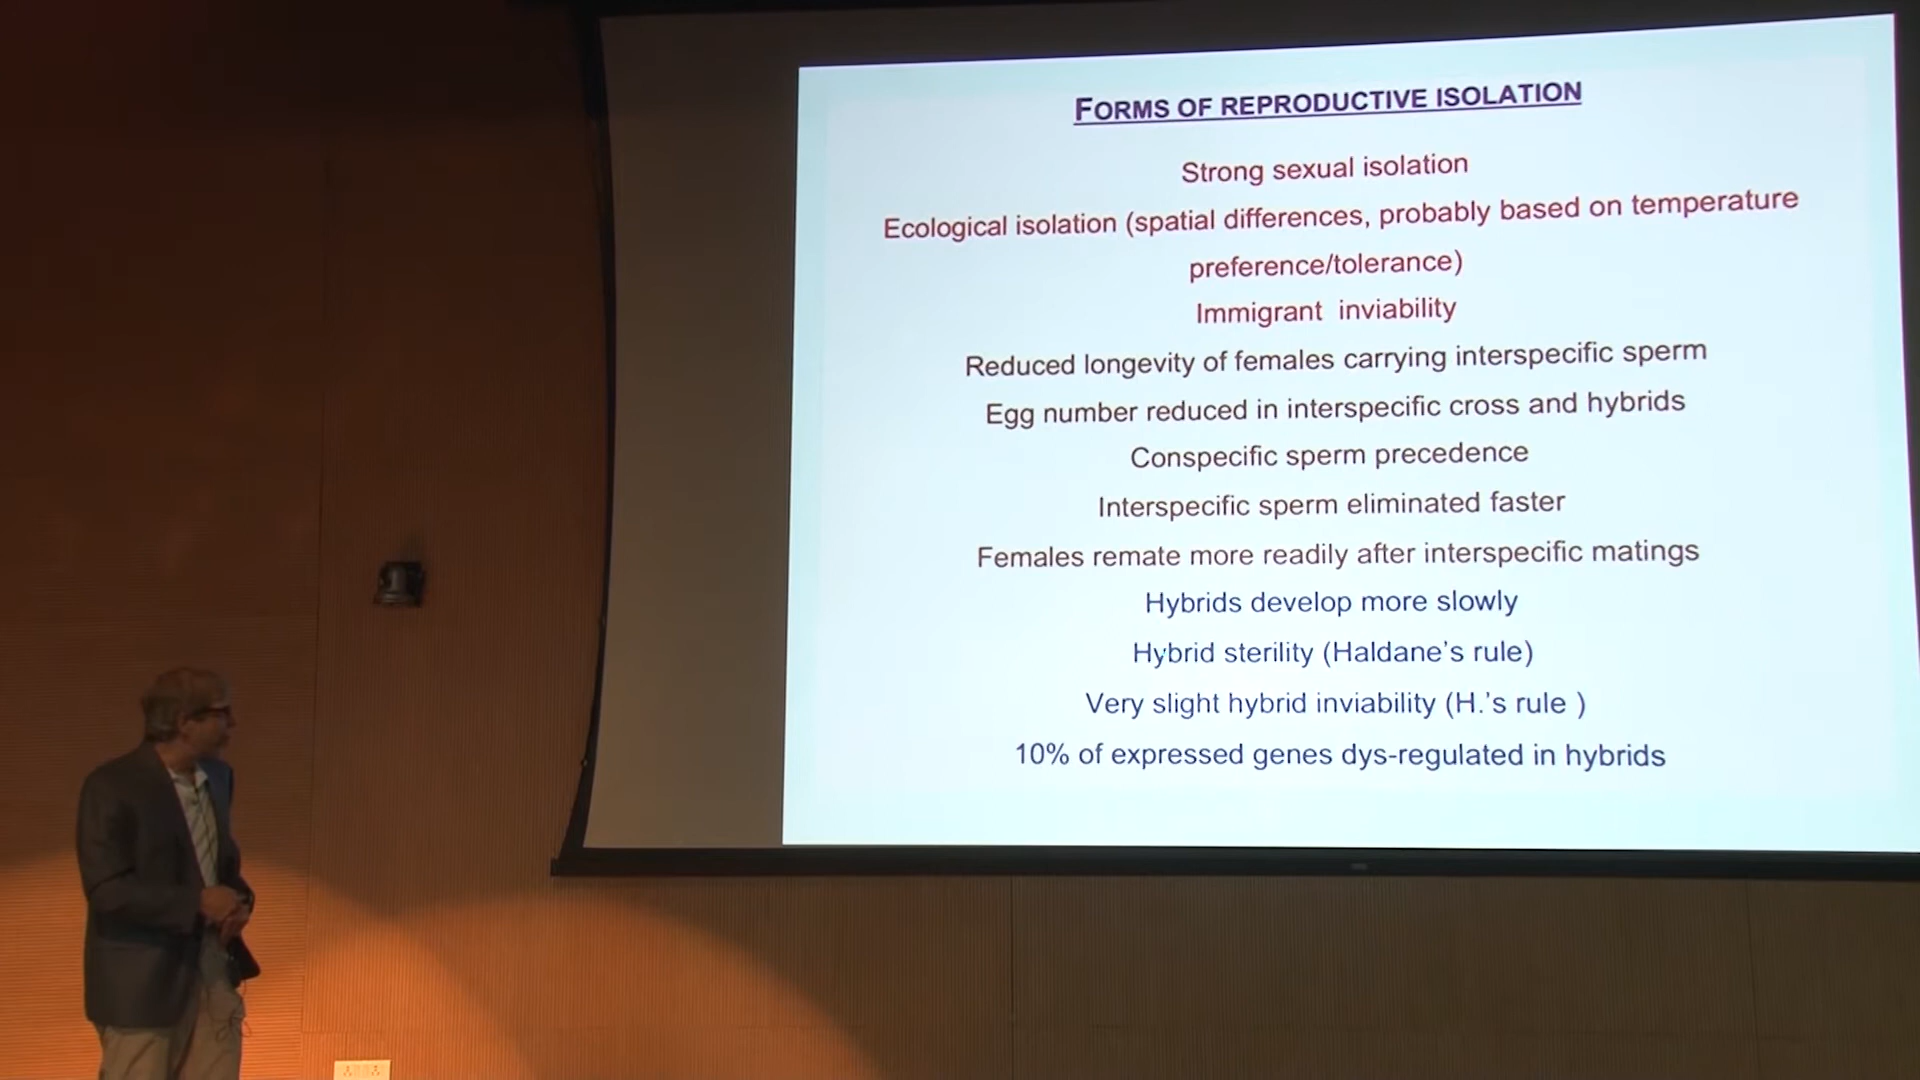 FORMS OF REPRODUCTIVE ISOLATION
Strong sexual isolation
Ecological isolation (spatial differences, probably based on temperature
preference/tolerance)
Immigrant inviability
Reduced longevity of females carrying interspecific sperm
Egg number reduced in interspecific cross and hybrids
Conspecific sperm precedence
Interspecific sperm eliminated faster
Females remate more readily after interspecific matings
Hybrids develop more slowly
Hybrid sterility (Haldane's rule)
Very slight hybrid inviability (H.'s rule )
10% of expressed genes dys-regulated in hybrids